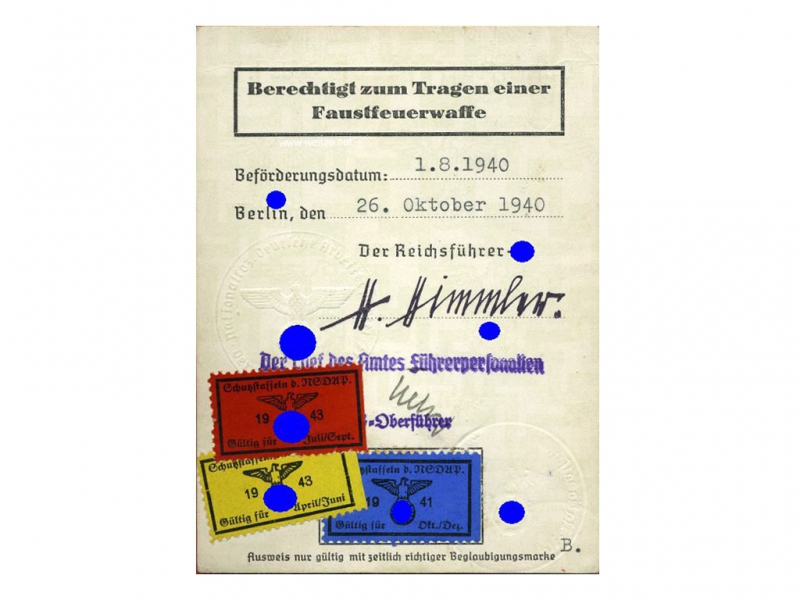 Berechtigt zum Tragen einer
Faustfeuerwaffe
Beförderungsdatum: 1.8.1940
Berlin, den 26. Oktober 1940
Der Reichsführer-
H. Himmler.
Der Chef des Amtes Führerpersonalien
-Oberführer
Schutzstaffeln d. NSDAP.
19 43
Gültig für Juli/Sept.
Schutzstaffeln
19 43
Gültig für April/Juni
Schutzstaffeln d. NSDAP.
19 41
Gültig für Okt./Dez.
Ausweis nur gültig mit zeitlich richtiger Beglaubigungsmarke
B.